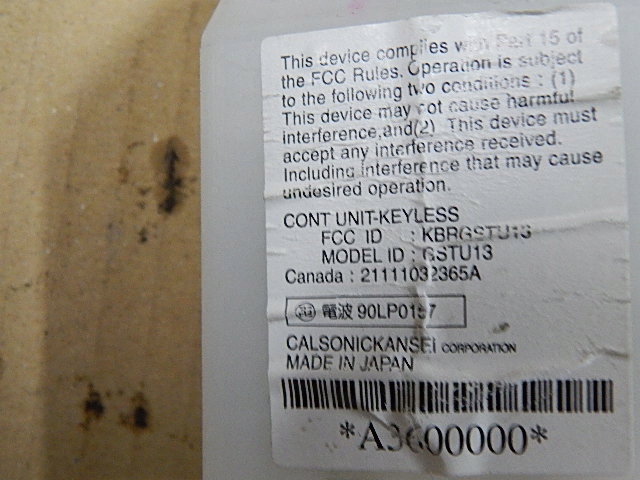 This device complies with Part 15 of
the FCC Rules. Operation is subject
to the following two conditions : (1)
This device may not cause harmful
interference,and(2) This device must
accept any interference received.
Including interference that may cause
undesired operation.
CONT UNIT-KEYLESS
FCC ID : KBRGSTU13
MODEL ID : GSTU13
Canada : 21111032365A
電波 90LP0157
CALSONICKANSEI CORPORATION
MADE IN JAPAN
*A3600000*